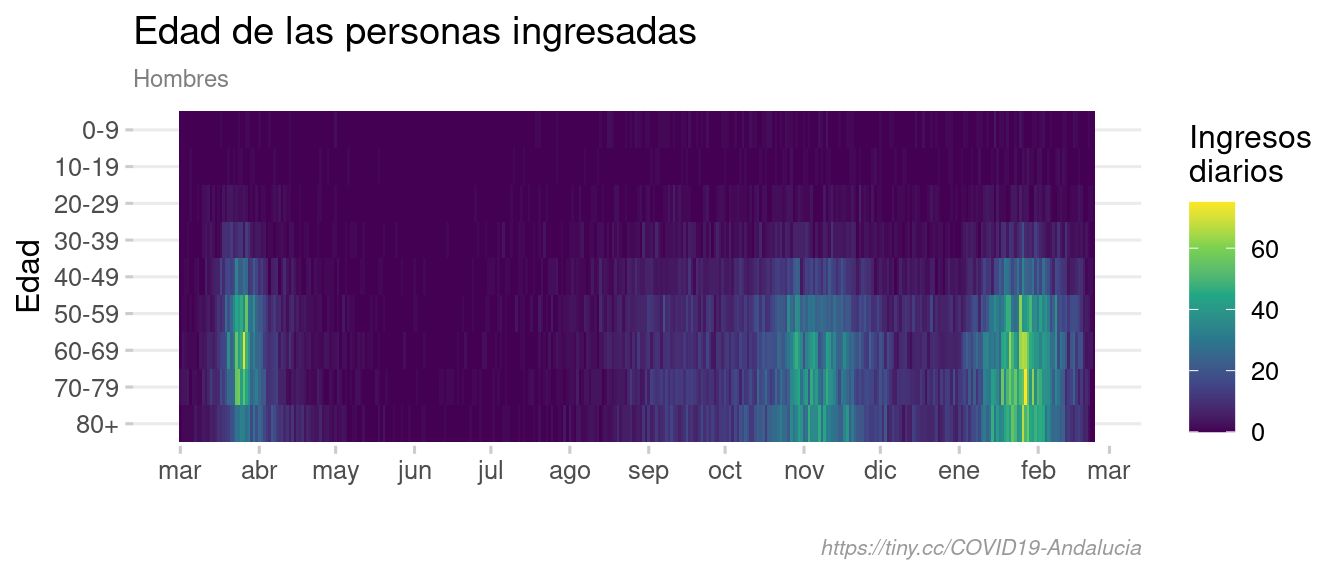 Edad de las personas ingresadas
Hombres
Edad
0-9
10-19
20-29
30-39
40-49
50-59
60-69
70-79
80+
mar abr may jun jul ago sep oct nov dic ene feb mar
Ingresos
diarios
60
40
20
0
https://tiny.cc/COVID19-Andalucia